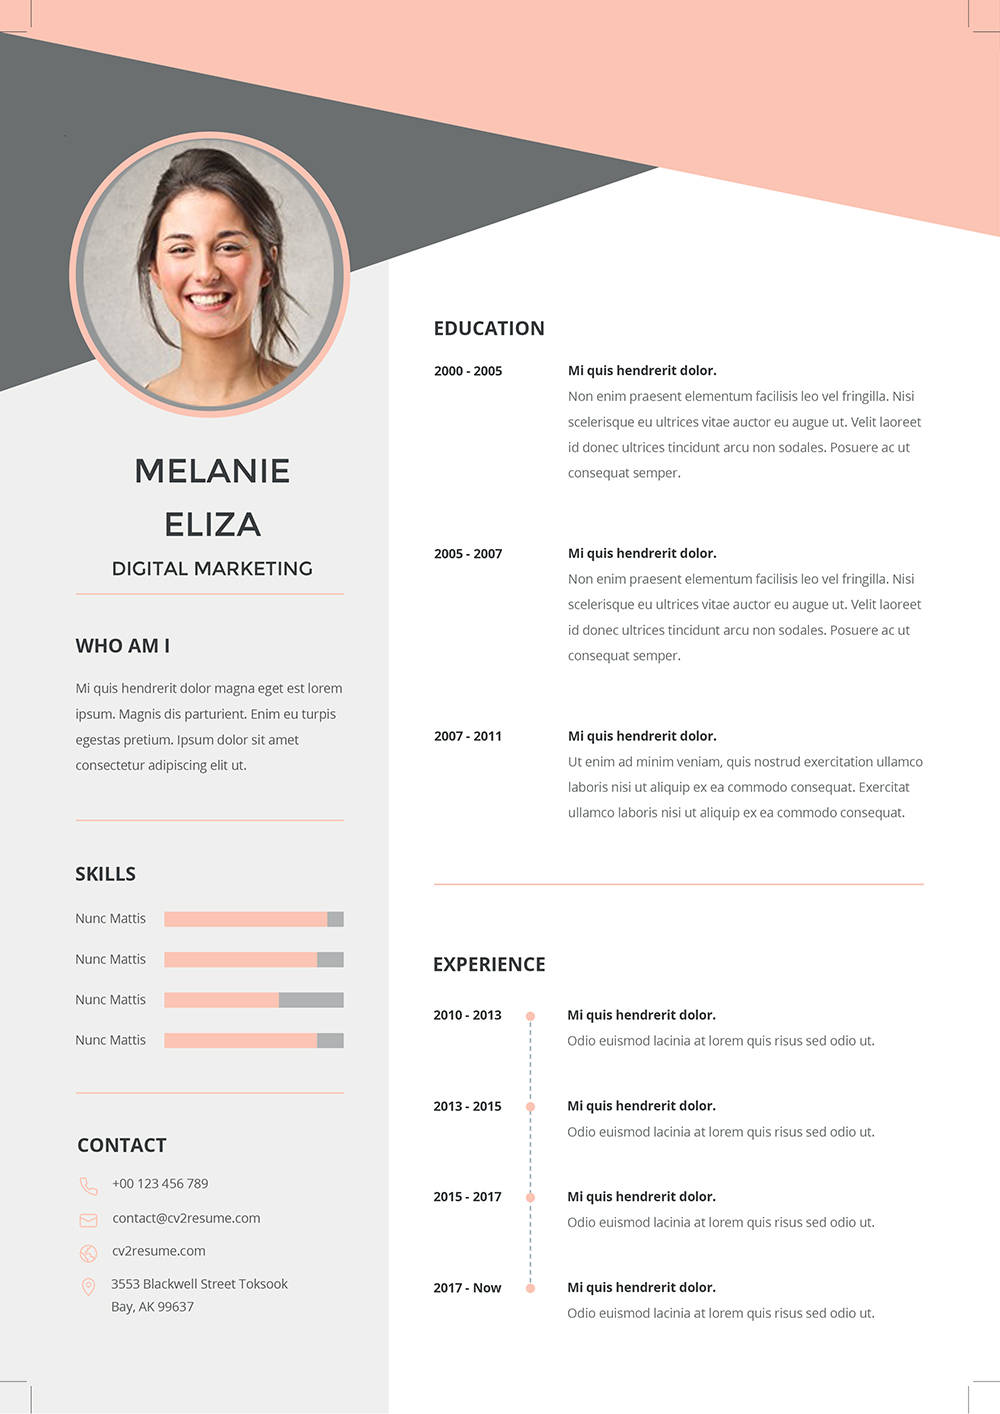 MELANIE
ELIZA
DIGITAL MARKETING
WHO AM I
Mi quis hendrerit dolor magna eget est lorem
ipsum. Magnis dis parturient. Enim eu turpis
egestas pretium. Ipsum dolor sit amet
consectetur adipiscing elit ut.
SKILLS
Nunc Mattis
Nunc Mattis
Nunc Mattis
Nunc Mattis
CONTACT
+00 123 456 789
contact@cv2resume.com
cv2resume.com
3553 Blackwell Street Toksook
Bay, AK 99637
EDUCATION
2000 - 2005
Mi quis hendrerit dolor.
Non enim praesent elementum facilisis leo vel fringilla. Nisi
scelerisque eu ultrices vitae auctor eu augue ut. Velit laoreet
id donec ultrices tincidunt arcu non sodales. Posuere ac ut
consequat semper.
2005 - 2007
Mi quis hendrerit dolor.
Non enim praesent elementum facilisis leo vel fringilla. Nisi
scelerisque eu ultrices vitae auctor eu augue ut. Velit laoreet
id donec ultrices tincidunt arcu non sodales. Posuere ac ut
consequat semper.
2007 - 2011
Mi quis hendrerit dolor.
Ut enim ad minim veniam, quis nostrud exercitation ullamco
laboris nisi ut aliquip ex ea commodo consequat. Exercitat
ullamco laboris nisi ut aliquip ex ea commodo consequat.
EXPERIENCE
2010 - 2013
Mi quis hendrerit dolor.
Odio euismod lacinia at lorem quis risus sed odio ut.
2013 - 2015
Mi quis hendrerit dolor.
Odio euismod lacinia at lorem quis risus sed odio ut.
2015 - 2017
Mi quis hendrerit dolor.
Odio euismod lacinia at lorem quis risus sed odio ut.
2017 - Now
Mi quis hendrerit dolor.
Odio euismod lacinia at lorem quis risus sed odio ut.